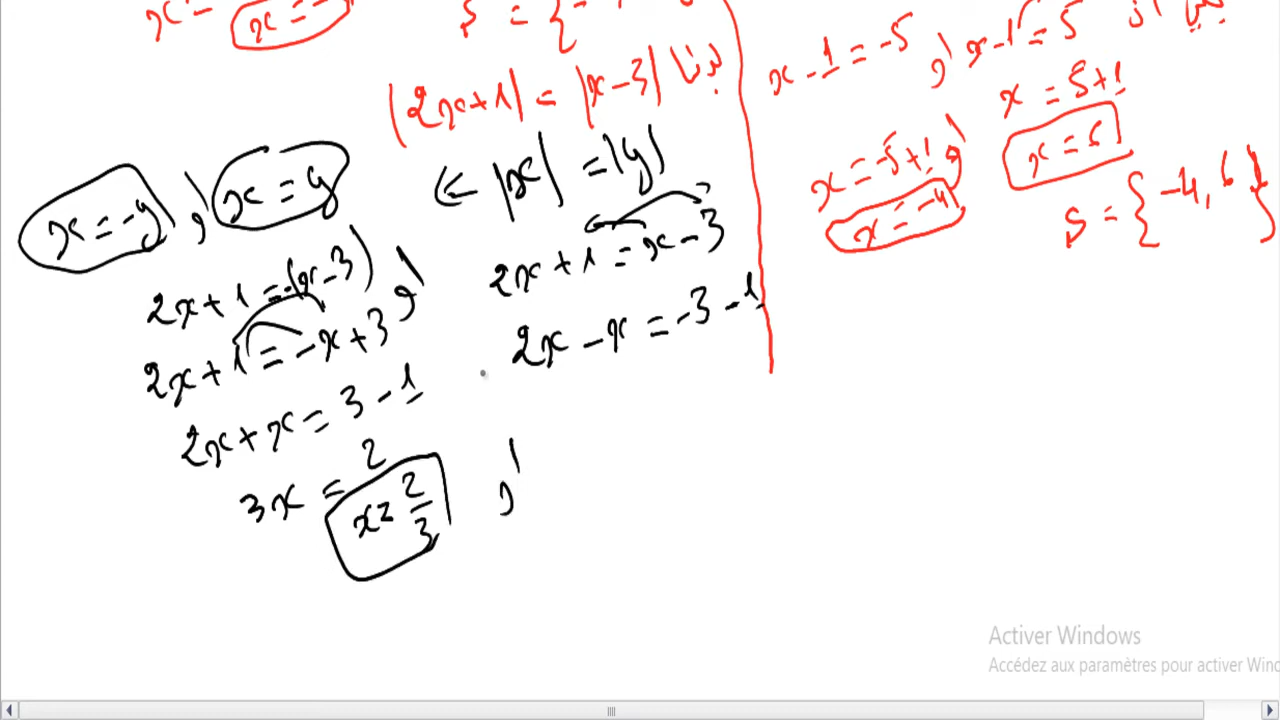 x - 1 = -5 أو x - 1 = 5
x = 5 + 1
x = -5 + 1 أو
x = 6
x = -4
S = {-4, 6}
|2x+1| = |x-3| لدينا
x = -y أو x = y ⇐ |x| = |y|
2x + 1 = x - 3
2x - x = -3 - 1
2x + 1 = -(x - 3) أو
2x + 1 = -x + 3
2x + x = 3 - 1
3x = 2
x = 2/3 أو
Activer Windows
Accédez aux paramètres pour activer Win